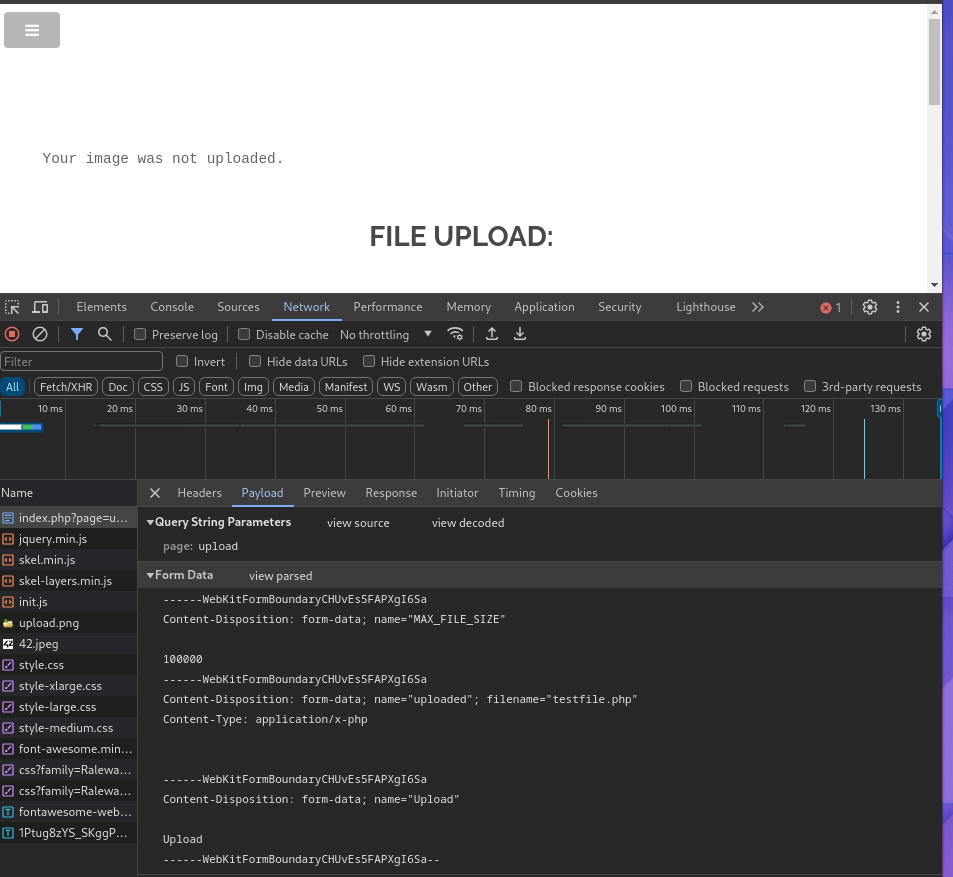 Your image was not uploaded.
FILE UPLOAD:
Elements Console Sources Network Performance Memory Application Security Lighthouse 1
Preserve log Disable cache No throttling
Filter Invert Hide data URLs Hide extension URLs
All Fetch/XHR Doc CSS JS Font Img Media Manifest WS Wasm Other Blocked response cookies Blocked requests 3rd-party requests
10 ms 20 ms 30 ms 40 ms 50 ms 60 ms 70 ms 80 ms 90 ms 100 ms 110 ms 120 ms 130 ms
Name
index.php?page=u...
jquery.min.js
skel.min.js
skel-layers.min.js
init.js
upload.png
42.jpeg
style.css
style-xlarge.css
style-large.css
style-medium.css
font-awesome.min...
css?family=Ralewa...
css?family=Ralewa...
fontawesome-web...
1Ptug8zYS_SKggP...
Headers Payload Preview Response Initiator Timing Cookies
Query String Parameters view source view decoded
page: upload
Form Data view parsed
------WebKitFormBoundaryCHUvEs5FAPXgI6Sa
Content-Disposition: form-data; name="MAX_FILE_SIZE"
100000
------WebKitFormBoundaryCHUvEs5FAPXgI6Sa
Content-Disposition: form-data; name="uploaded"; filename="testfile.php"
Content-Type: application/x-php
------WebKitFormBoundaryCHUvEs5FAPXgI6Sa
Content-Disposition: form-data; name="Upload"
Upload
------WebKitFormBoundaryCHUvEs5FAPXgI6Sa--